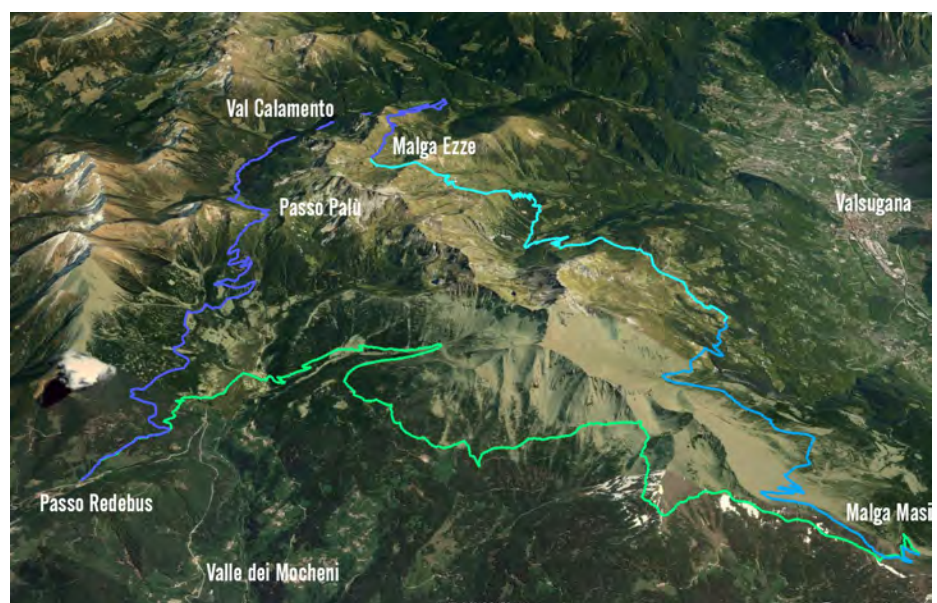 Val Calamento
Malga Ezze
Passo Palù
Valsugana
Passo Redebus
Malga Masi
Valle dei Mocheni